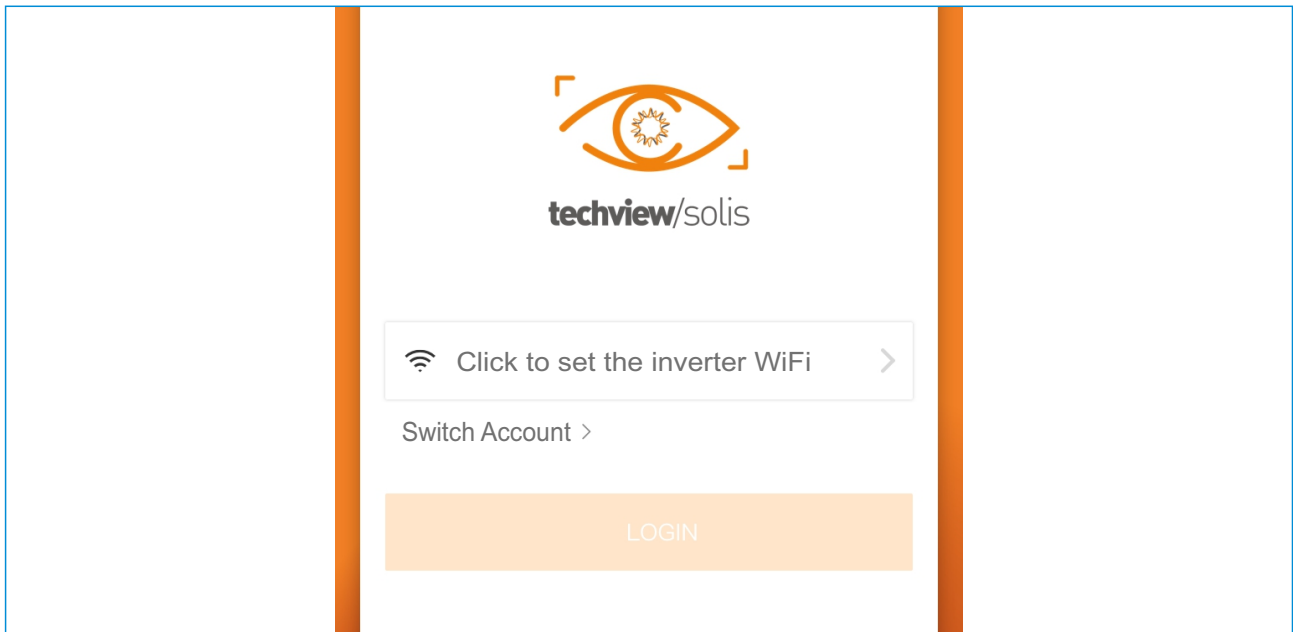 techview/solis
Click to set the inverter WiFi
Switch Account >
LOGIN